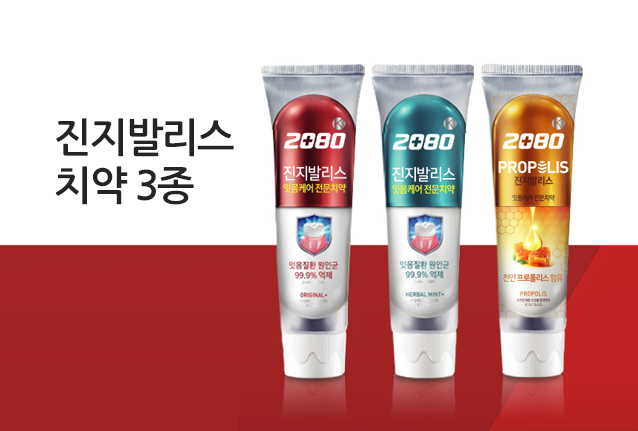 진지발리스
치약 3종
K
2080
진지발리스
잇몸케어 전문치약
잇몸질환 원인균
99.9% 억제
ORIGINAL+
K
2080
진지발리스
잇몸케어 전문치약
잇몸질환 원인균
99.9% 억제
HERBAL MINT+
K
2080
PROPOLIS
진지발리스
잇몸케어 전문치약
천연 프로폴리스 함유
PROPOLIS